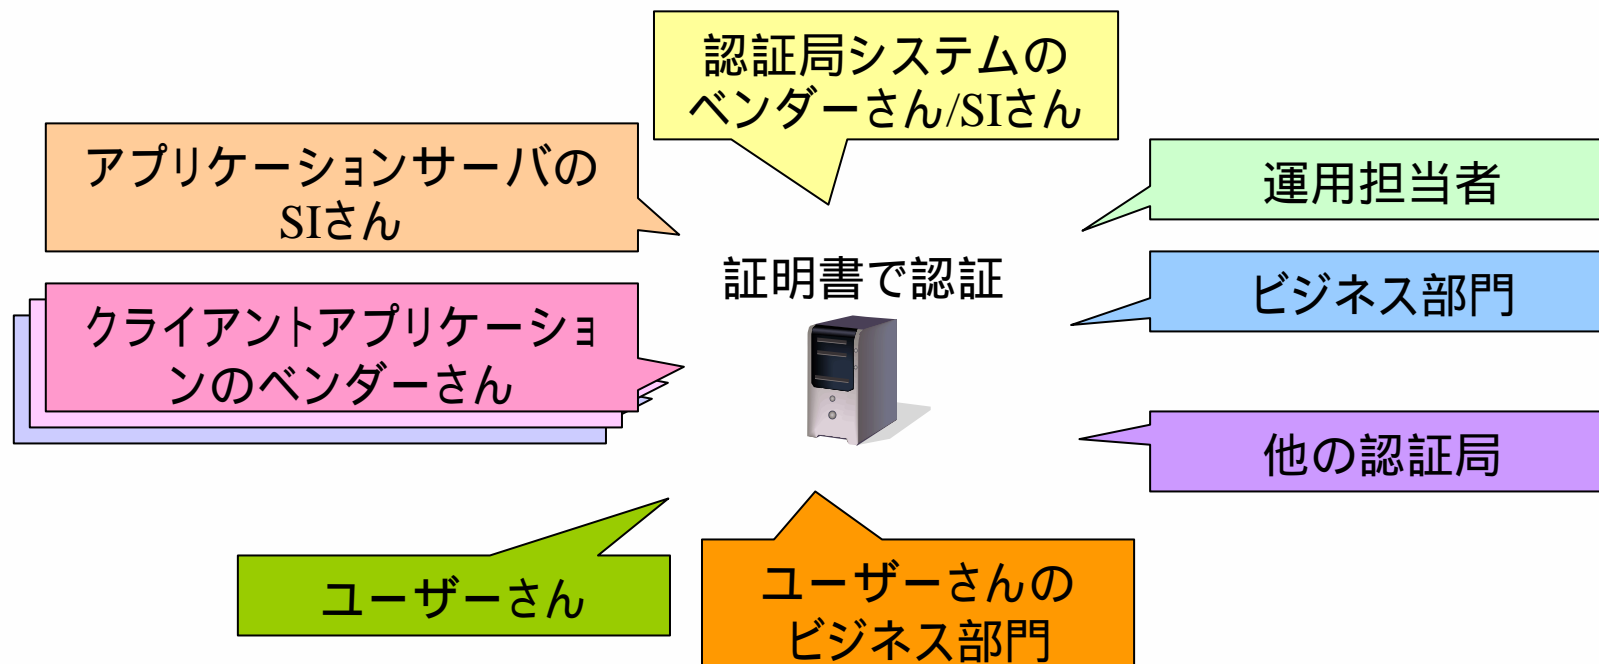 認証局システムの
ベンダーさん/SIさん
アプリケーションサーバの
SIさん
運用担当者
証明書で認証
ビジネス部門
クライアントアプリケーショ
ンのベンダーさん
他の認証局
ユーザーさん
ユーザーさんの
ビジネス部門